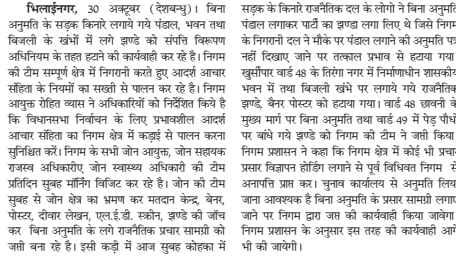 भिलाईनगर, 30 अक्टूबर (देशबन्धु)। बिना
अनुमति के सड़क किनारे लगाये गये पंडाल, भवन तथा
बिजली के खंभों में लगे झण्डे को संपत्ति विरूपण
अधिनियम के तहत हटाने की कार्यवाही कर रहे है। निगम
की टीम सम्पूर्ण क्षेत्र में निगरानी करते हुए आदर्श आचार
संहिता के नियमों का सख्ती से पालन कर रहे है। निगम
आयुक्त रोहित व्यास ने अधिकारियों को निर्देशित किये है
कि विधानसभा निर्वाचन के लिए प्रभावशील आदर्श
आचार संहिता का निगम क्षेत्र में कड़ाई से पालन करना
सुनिश्चित करें। निगम के सभी जोन आयुक्त, जोन सहायक
राजस्व अधिकारीए जोन स्वास्थ्य अधिकारी की टीम
प्रतिदिन सुबह मॉर्निंग विजिट कर रहे है। जोन की टीम
सुबह से जोन क्षेत्र का भ्रमण कर मतदान केन्द्र, बेनर,
पोस्टर, दीवार लेखन, एल.ई.डी. स्कीन, झण्डे की जाँच
कर बिना अनुमति के लगे राजनैतिक प्रचार सामग्री को
जप्ती बना रहे है। इसी कड़ी में आज सुबह कोहका में
सड़क के किनारे राजनैतिक दल के लोगो ने बिना अनुमति
पंडाल लगाकर पार्टी का झण्डा लगा लिए थे जिसे निगम
के निगरानी दल ने मौके पर पंडाल लगाने की अनुमति पत्र
नहीं दिखाए जाने पर तत्काल प्रभाव से हटाया गया।
खुर्सीपार वार्ड 48 के तिरंगा नगर में निर्माणाधीन शासकीय
भवन में तथा बिजली खंभे पर लगाये गये राजनैतिक
झण्डे, बैनर पोस्टर को हटाया गया। वार्ड 48 छावनी के
मुख्य मार्ग पर बिना अनुमति तथा वार्ड 49 में पेड़ पौधों
पर बांधे गये झण्डे को निगम की टीम ने जप्ती किया।
निगम प्रशासन ने कहा कि निगम क्षेत्र में कोई भी प्रचार
प्रसार विज्ञापन होर्डिंग लगाने से पूर्व विधिवत निगम से
अनापत्ति प्राप्त कर। चुनाव कार्यालय से अनुमति लिया
जाना आवश्यक है बिना अनुमति के प्रसार सामग्री लगाए
जाने पर निगम द्वारा जप्त की कार्यवाही किया जावेगा।
निगम प्रशासन के अनुसार इस तरह की कार्यवाही आगे
भी की जायेगी।